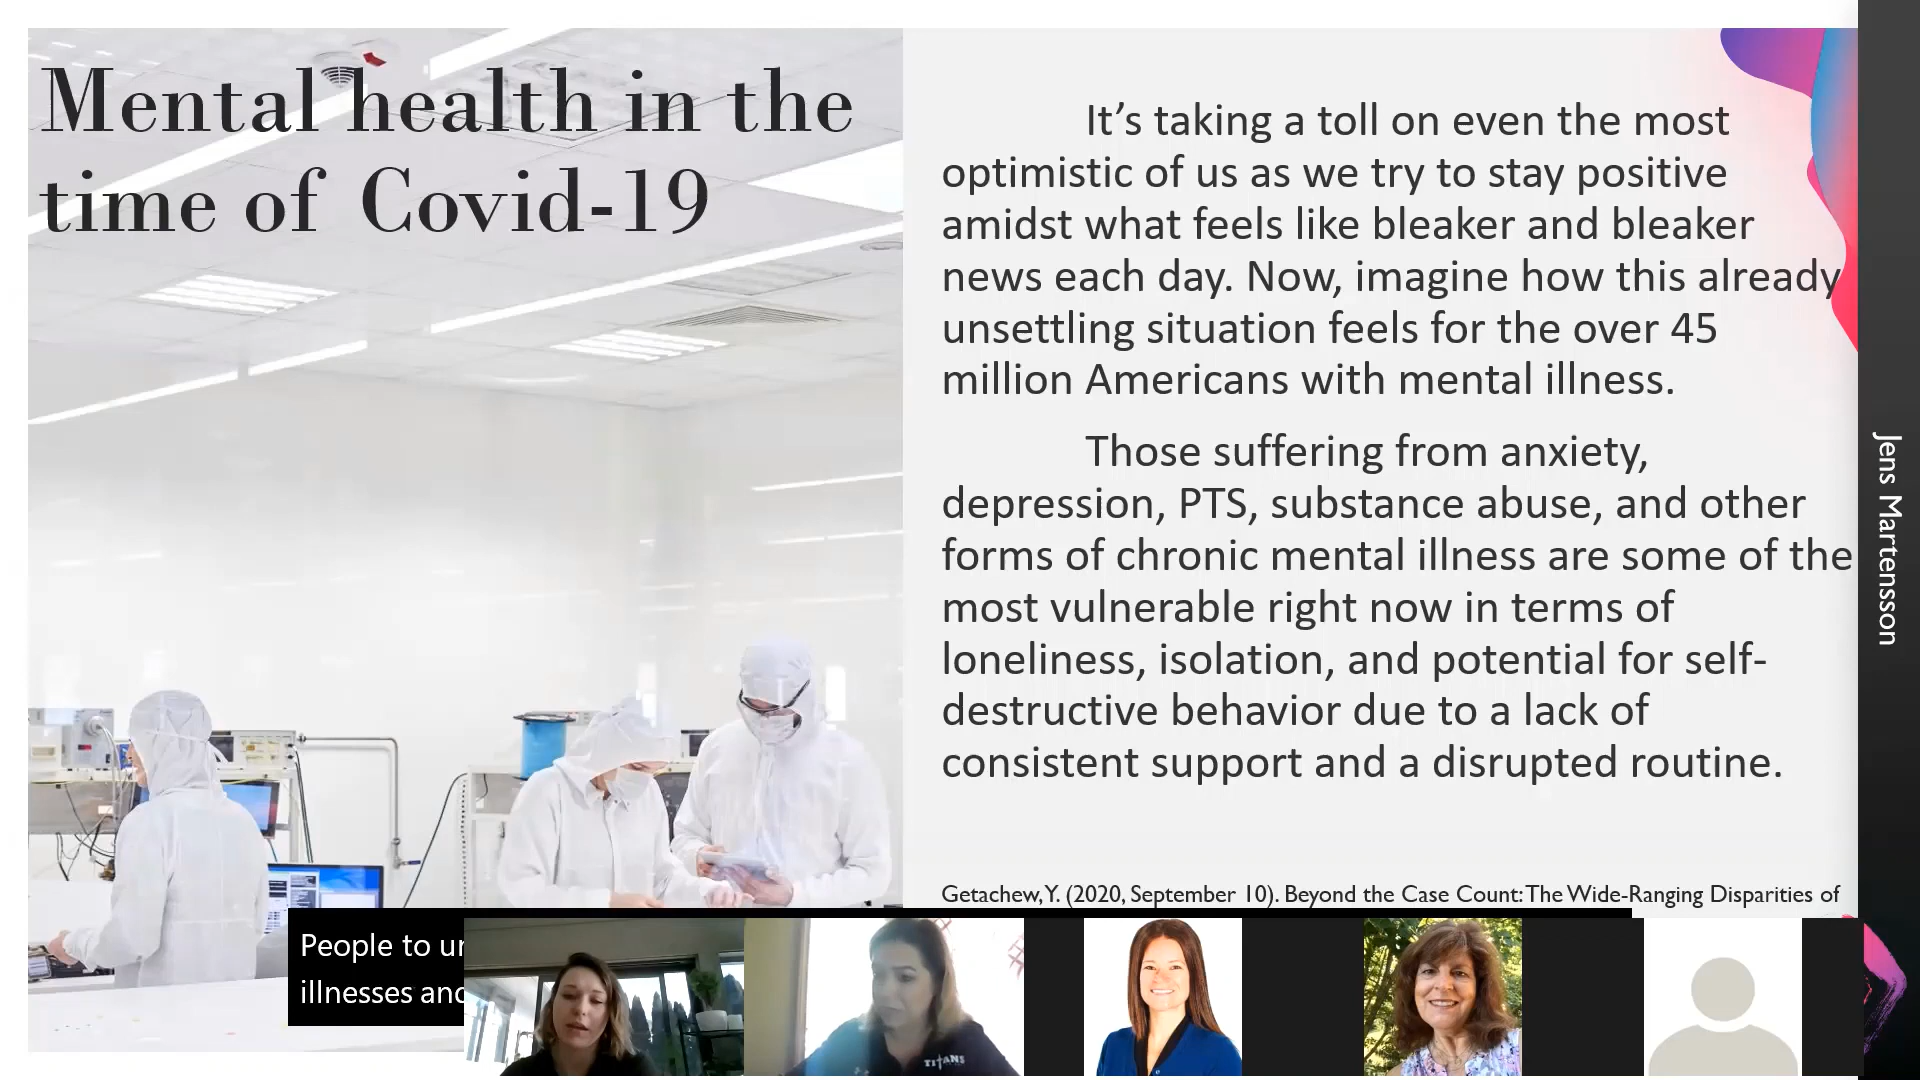 Mental health in the
time of Covid-19
It’s taking a toll on even the most
optimistic of us as we try to stay positive
amidst what feels like bleaker and bleaker
news each day. Now, imagine how this already
unsettling situation feels for the over 45
million Americans with mental illness.
Those suffering from anxiety,
depression, PTS, substance abuse, and other
forms of chronic mental illness are some of the
most vulnerable right now in terms of
loneliness, isolation, and potential for self-
destructive behavior due to a lack of
consistent support and a disrupted routine.
Getachew, Y. (2020, September 10). Beyond the Case Count: The Wide-Ranging Disparities of
Jens Martensson
People to
illnesses
TITANS